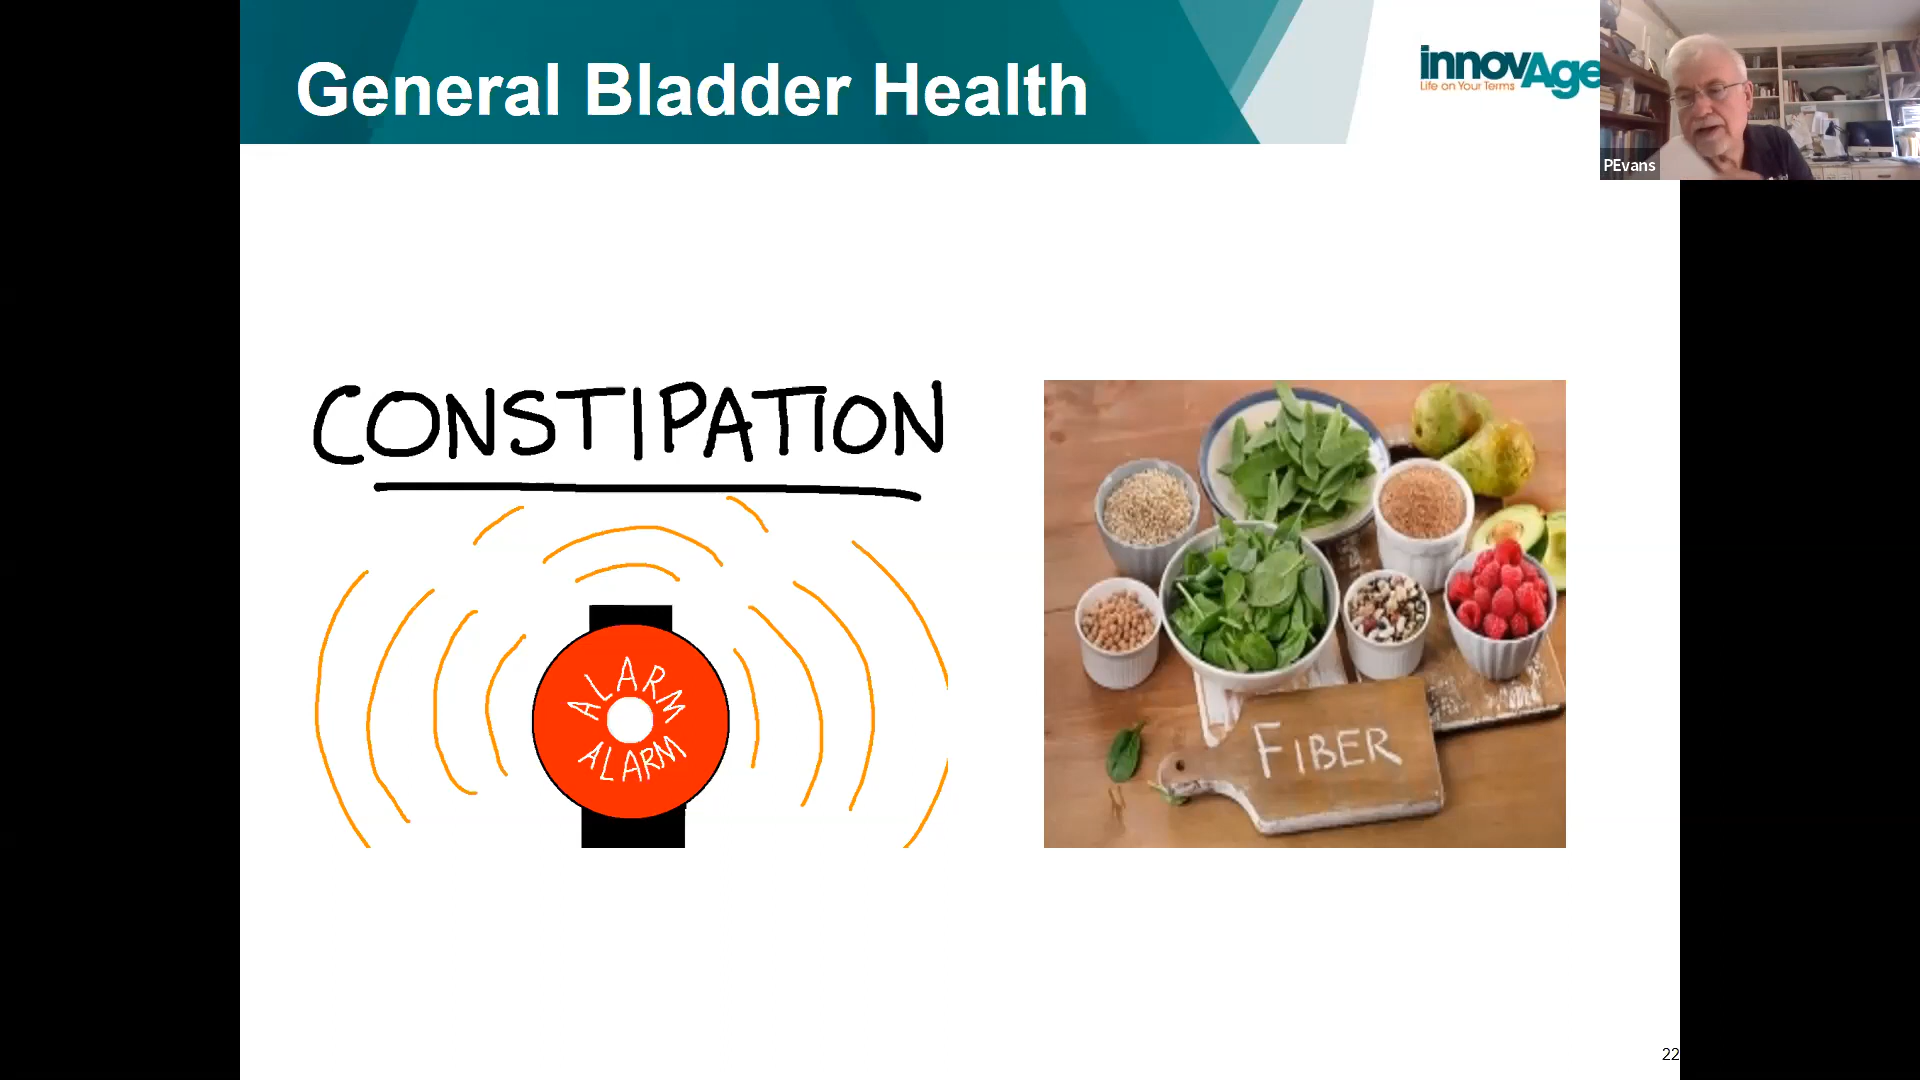 General Bladder Health
innovAge
Life on Your Terms
PEvans
CONSTIPATION
ALARM
ALARM
FIBER
22